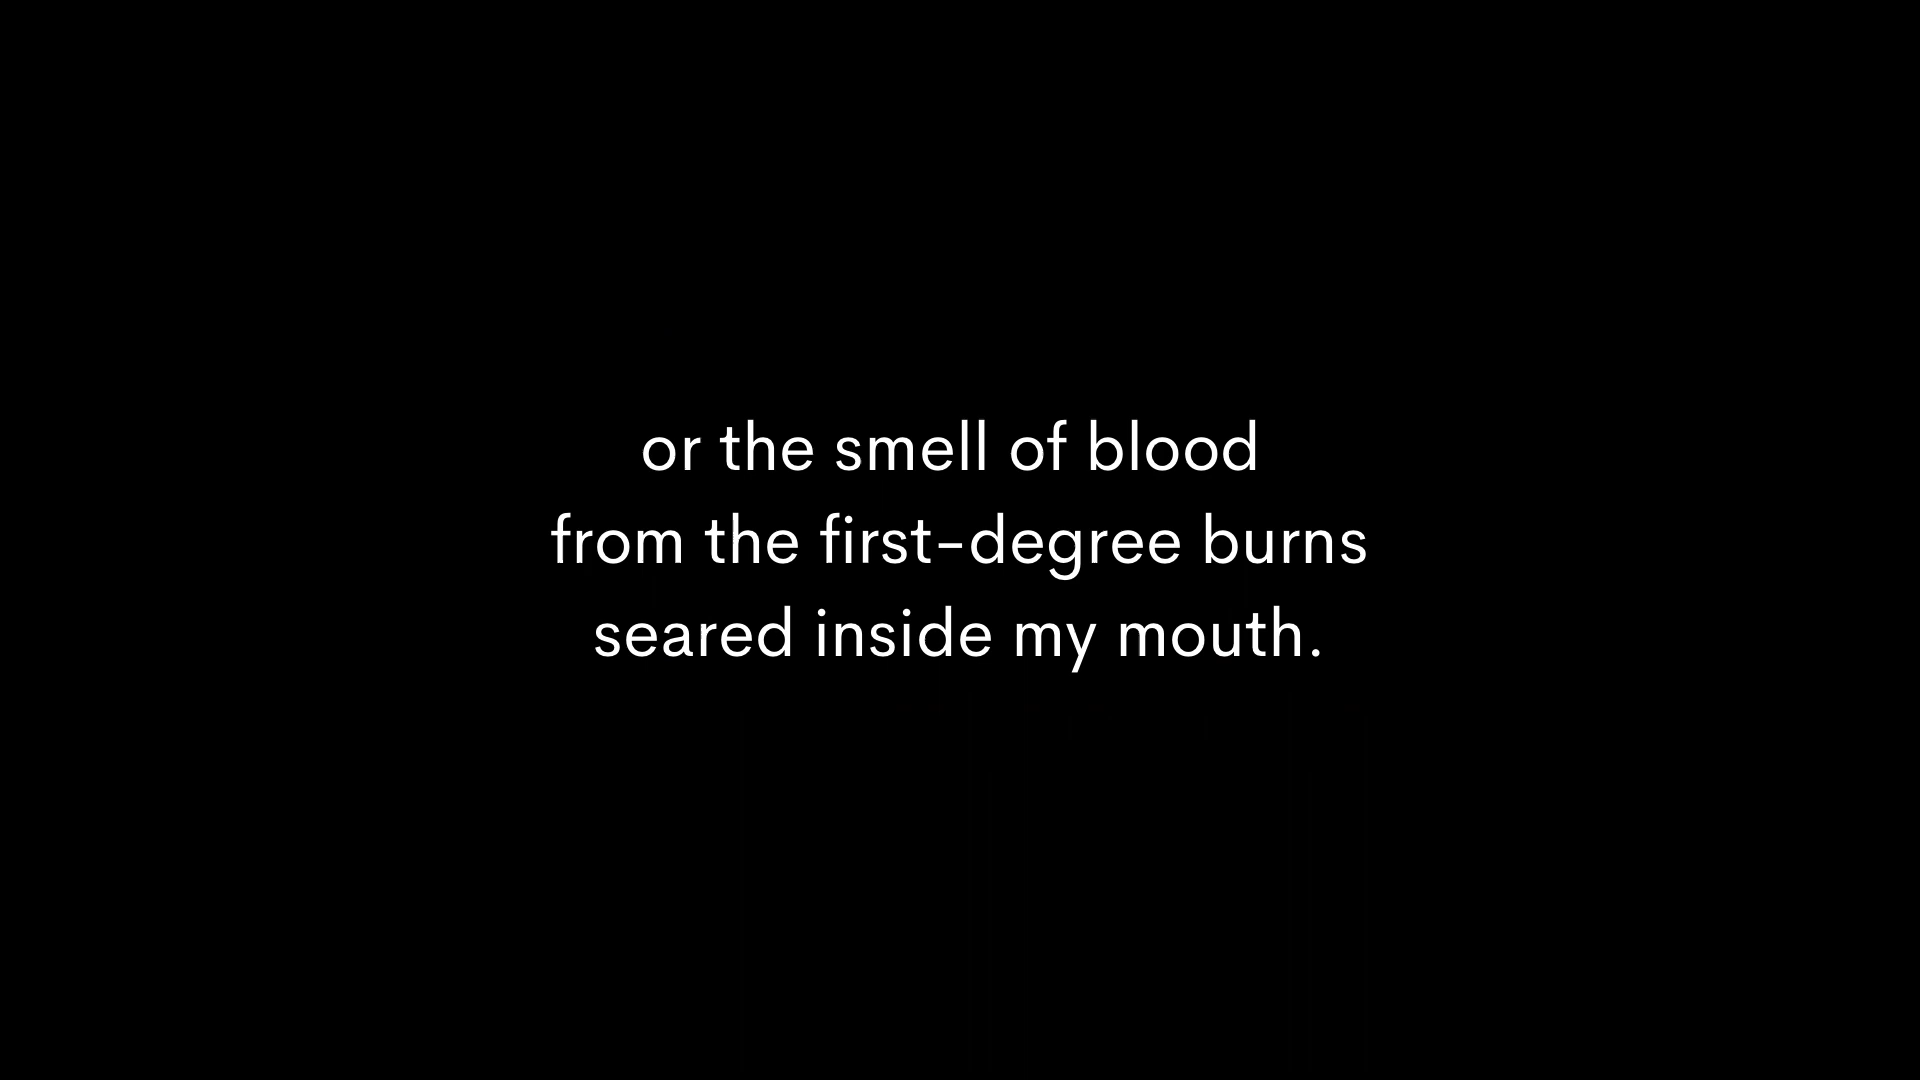 or the smell of blood
from the first-degree burns
seared inside my mouth.